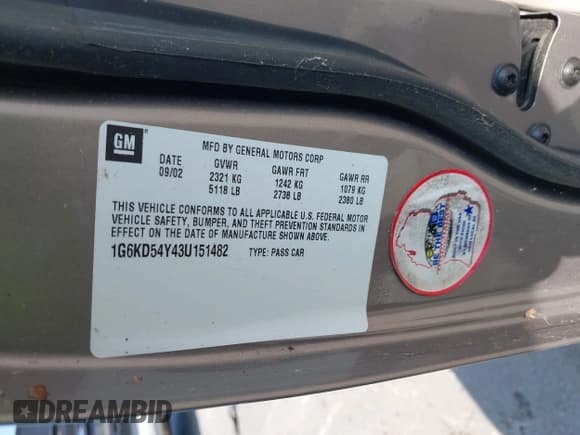 GM
MFD BY GENERAL MOTORS CORP
DATE GVWR GAWR FRT GAWR RR
09/02 2321 KG 1242 KG 1079 KG
5118 LB 2738 LB 2380 LB
THIS VEHICLE CONFORMS TO ALL APPLICABLE U.S. FEDERAL MOTOR
VEHICLE SAFETY, BUMPER, AND THEFT PREVENTION STANDARDS IN
EFFECT ON THE DATE OF MANUFACTURE SHOWN ABOVE.
1G6KD54Y43U151482 TYPE: PASS CAR
DREAMBID